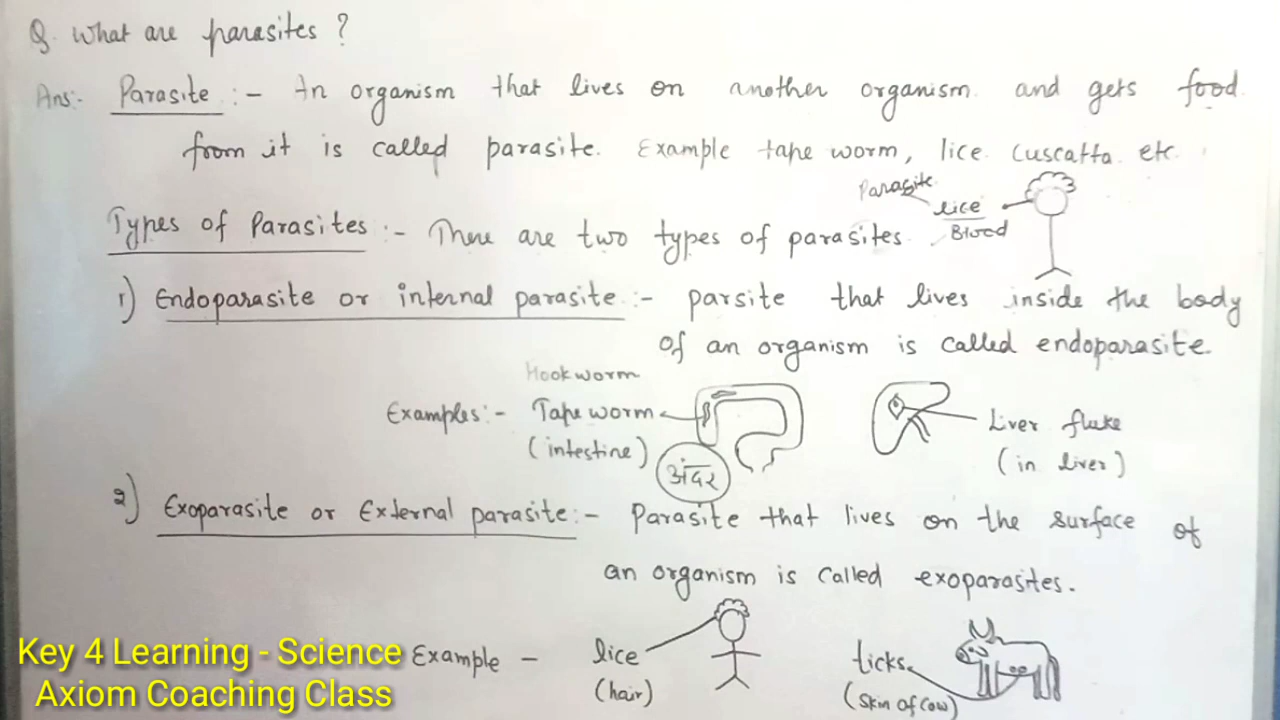 Q. What are parasites ?
Ans:- Parasite :- An organism that lives on another organism. and gets food.
from it is called parasite. Example tape worm, lice. Cuscatta. etc.
Parasite.
lice
Blood
Types of Parasites :- There are two types of parasites.
1) Endoparasite or internal parasite :- parsite that lives inside the body
of an organism is called endoparasite.
Hookworm
Examples:- Tape worm
(intestine)
अंदर
Liver fluke
(in liver)
2) Exoparasite or External parasite:- Parasite that lives on the surface of
an organism is called exoparasites.
Example - lice
(hair)
ticks.
(skin of cow)
Key 4 Learning - Science
Axiom Coaching Class